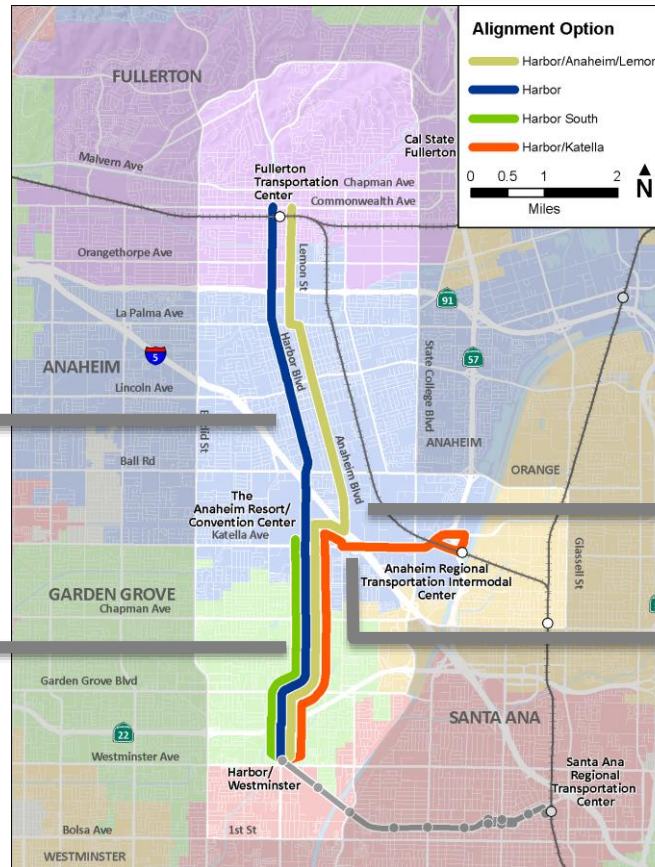 Alignment Option
Harbor/Anaheim/Lemon
Harbor
Harbor South
Harbor/Katella
0 0.5 1 2
Miles
N
FULLERTON
Cal State
Fullerton
Malvern Ave
Fullerton
Transportation
Center
Chapman Ave
Commonwealth Ave
Orangethorpe Ave
Lemon St
La Palma Ave
91
5
Harbor Blvd
State College Blvd
57
ANAHEIM
Lincoln Ave
Anaheim Blvd
ANAHEIM
Ball Rd
ORANGE
The
Anaheim Resort/
Convention Center
Katella Ave
Anaheim Regional
Transportation Intermodal
Center
Glassell St
GARDEN GROVE
Chapman Ave
Garden Grove Blvd
SANTA ANA
22
Westminster Ave
Harbor/
Westminster
Santa Ana
Regional
Transportation
Center
Bolsa Ave
1st St
WESTMINSTER